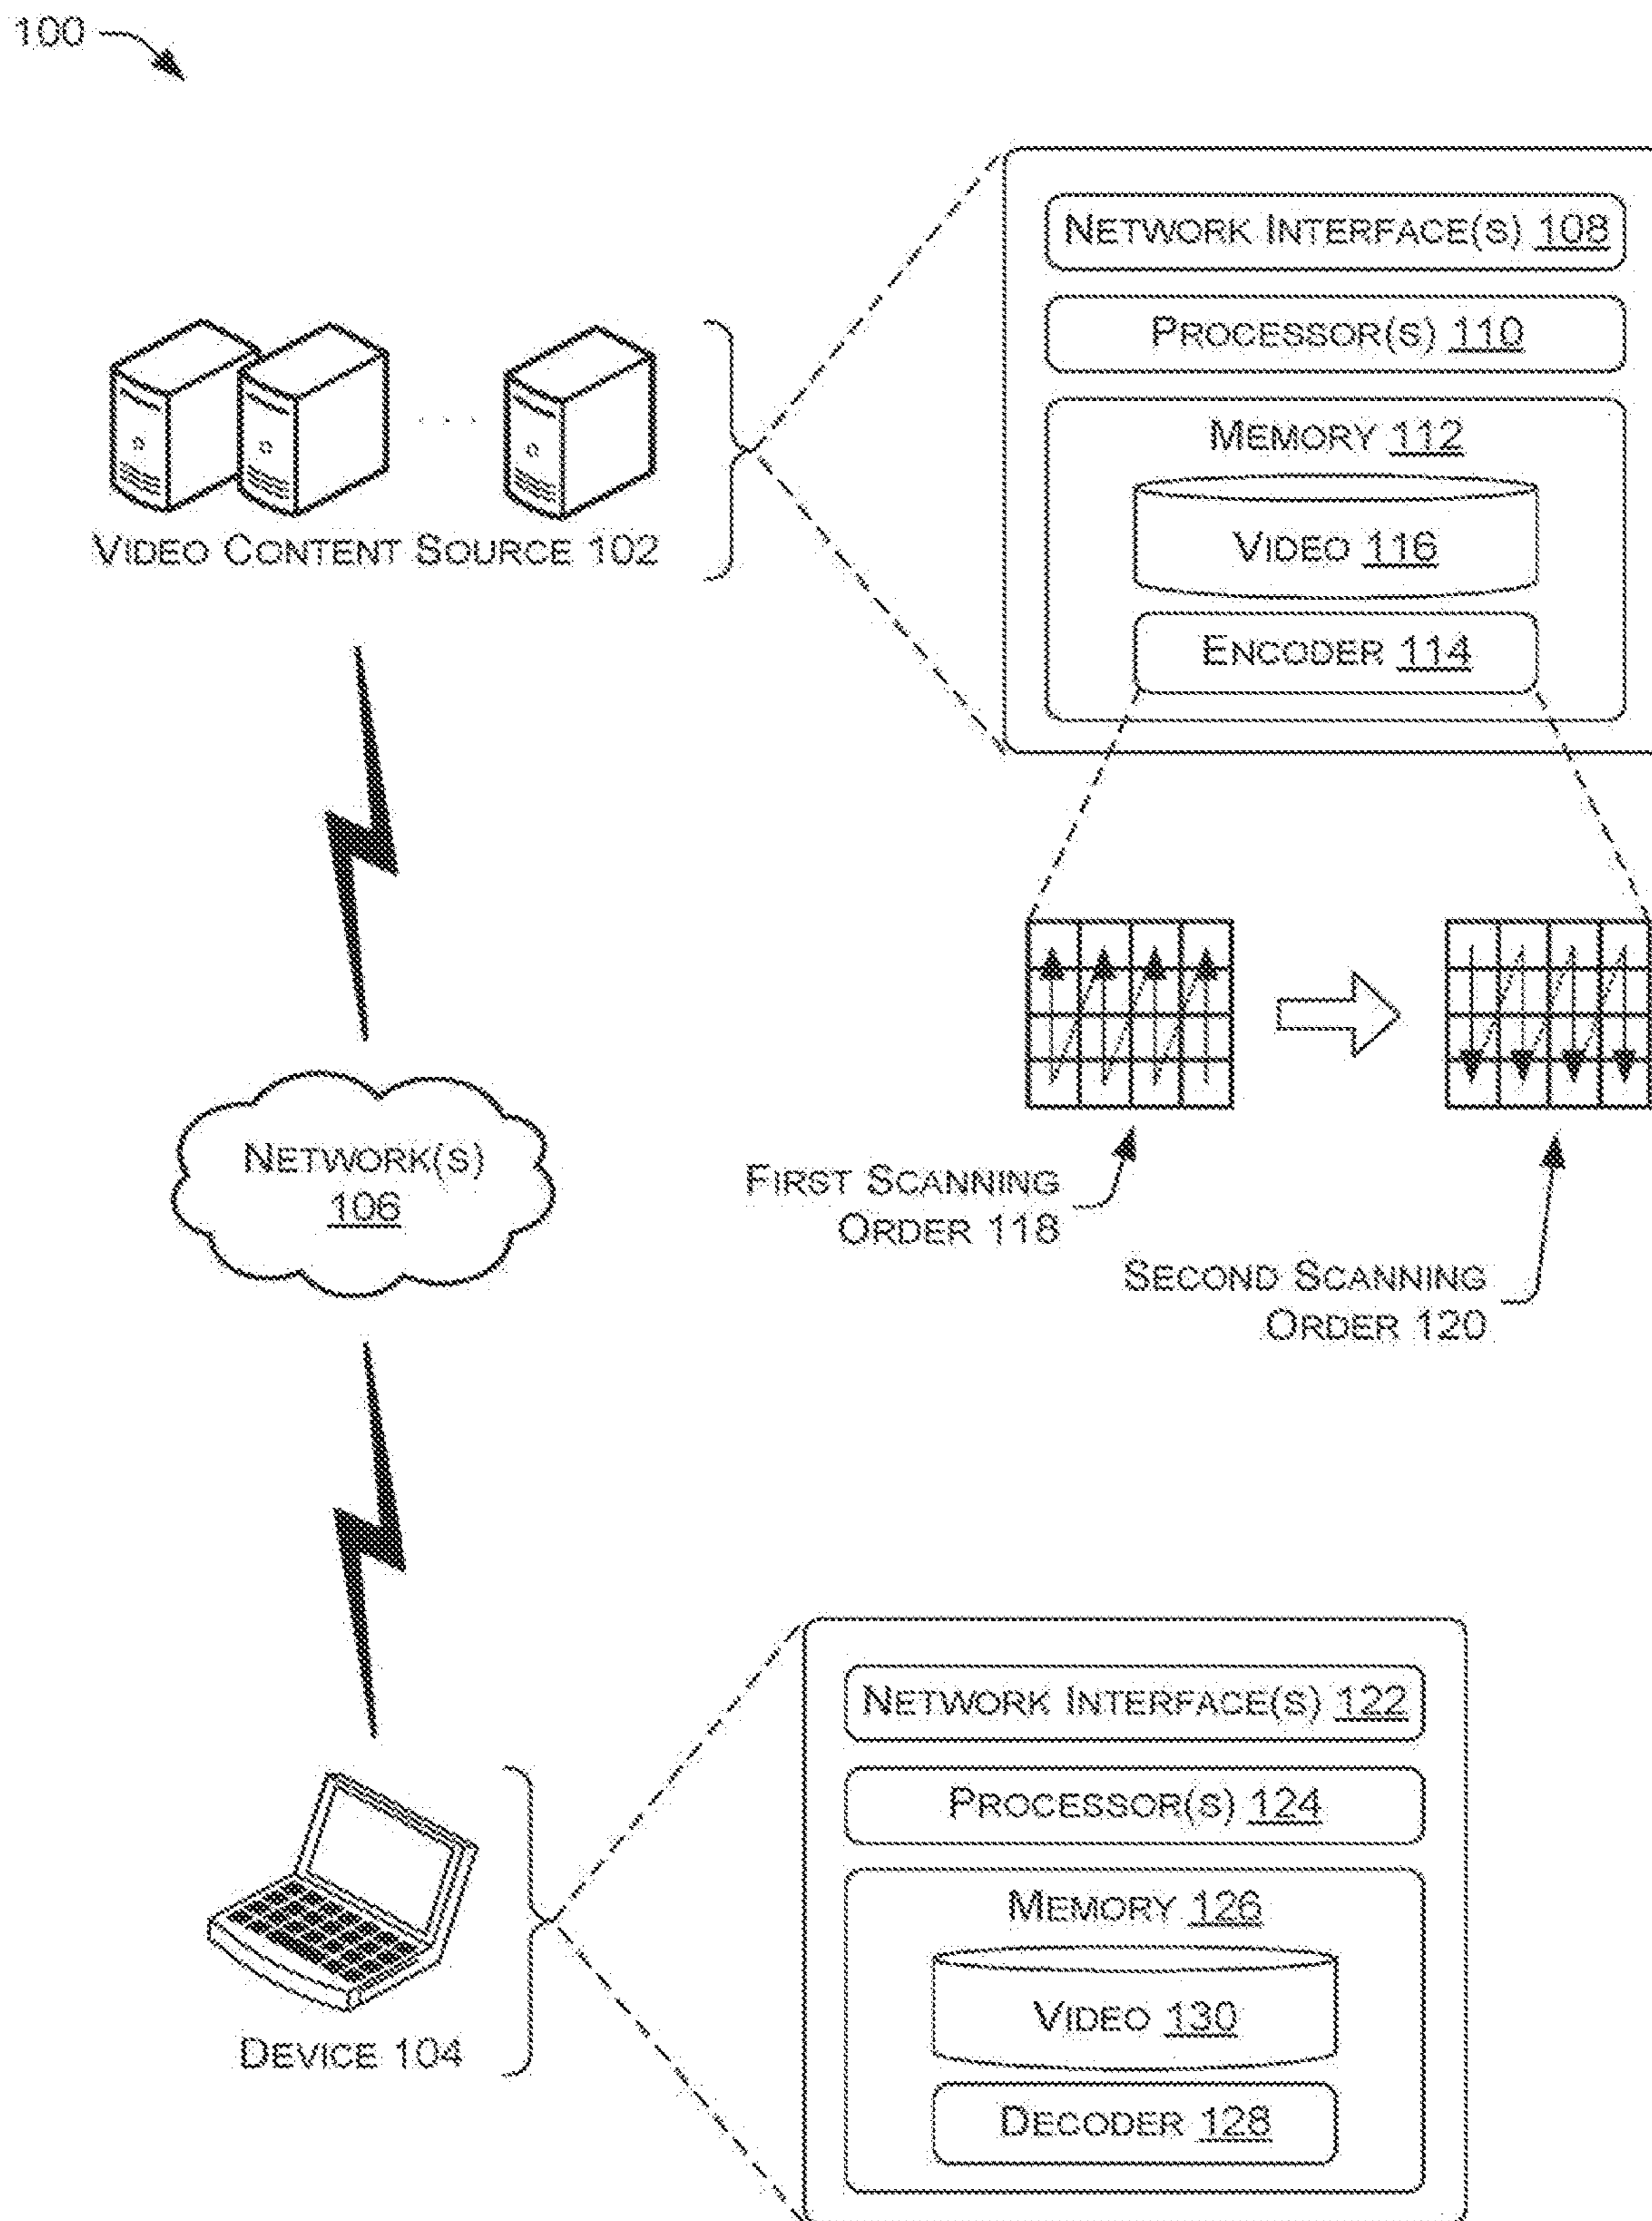 100
NETWORK INTERFACE(S) 108
PROCESSOR(S) 110
MEMORY 112
VIDEO 116
ENCODER 114
VIDEO CONTENT SOURCE 102
NETWORK(S)
106
FIRST SCANNING
ORDER 118
SECOND SCANNING
ORDER 120
NETWORK INTERFACE(S) 122
PROCESSOR(S) 124
MEMORY 126
VIDEO 130
DECODER 128
DEVICE 104